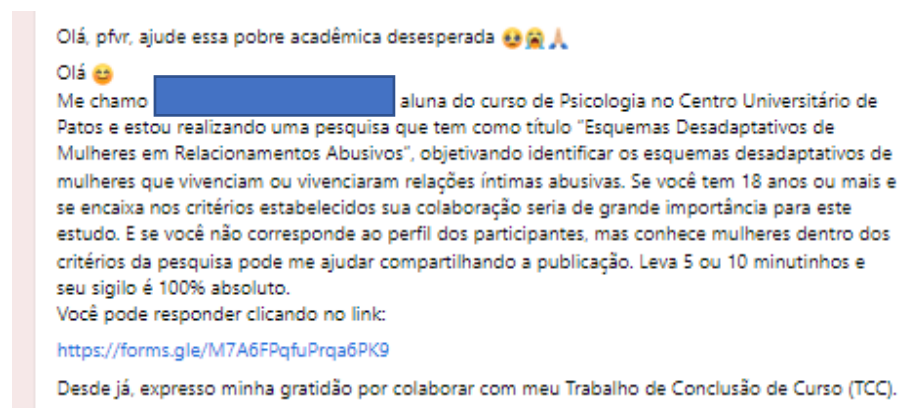 Olá, pfvr, ajude essa pobre acadêmica desesperada 🥺😭🙏🏻
Olá 😊
Me chamo aluna do curso de Psicologia no Centro Universitário de
Patos e estou realizando uma pesquisa que tem como título “Esquemas Desadaptativos de
Mulheres em Relacionamentos Abusivos”, objetivando identificar os esquemas desadaptativos de
mulheres que vivenciam ou vivenciaram relações íntimas abusivas. Se você tem 18 anos ou mais e
se encaixa nos critérios estabelecidos sua colaboração seria de grande importância para este
estudo. E se você não corresponde ao perfil dos participantes, mas conhece mulheres dentro dos
critérios da pesquisa pode me ajudar compartilhando a publicação. Leva 5 ou 10 minutinhos e
seu sigilo é 100% absoluto.
Você pode responder clicando no link:
https://forms.gle/M7A6FPqfuPrqa6PK9
Desde já, expresso minha gratidão por colaborar com meu Trabalho de Conclusão de Curso (TCC).